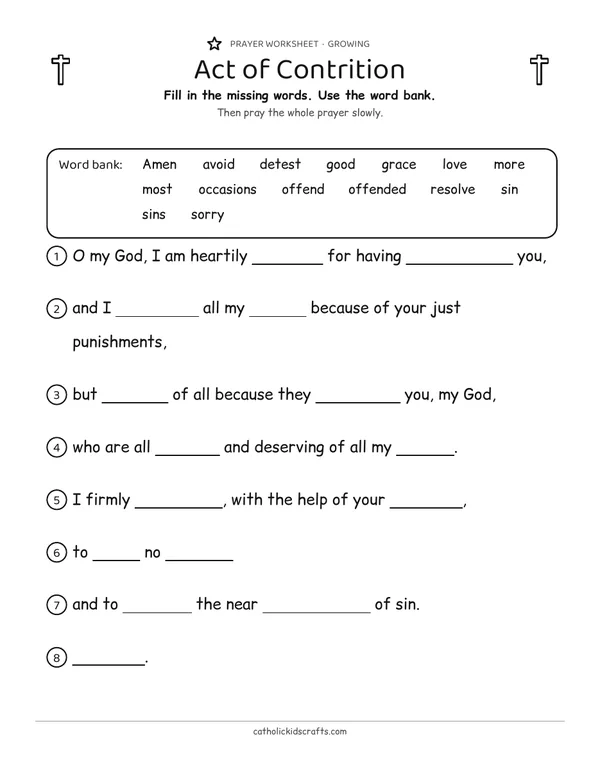 PRAYER WORKSHEET · GROWING
Act of Contrition
Fill in the missing words. Use the word bank.
Then pray the whole prayer slowly.
Word bank: Amen avoid detest good grace love more
most occasions offend offended resolve sin
sins sorry
1 O my God, I am heartily ________ for having ____________ you,
2 and I __________ all my _______ because of your just
punishments,
3 but ________ of all because they __________ you, my God,
4 who are all ________ and deserving of all my _______.
5 I firmly __________, with the help of your _________,
6 to ______ no ________
7 and to ________ the near _____________ of sin.
8 _________.
catholickidscrafts.com